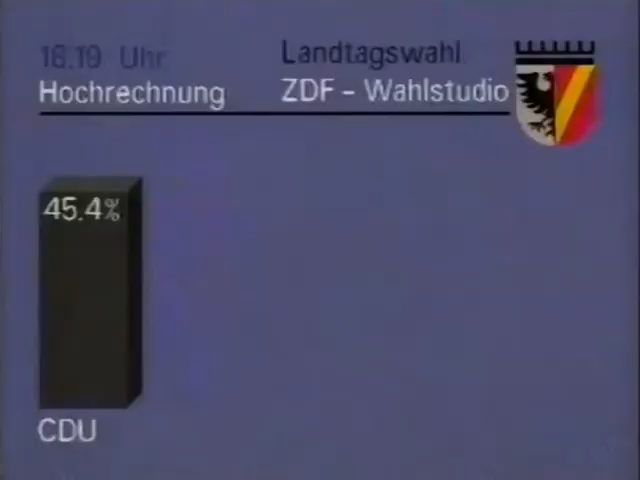 18.19 Uhr
Hochrechnung
Landtagswahl
ZDF - Wahlstudio
45.4%
CDU